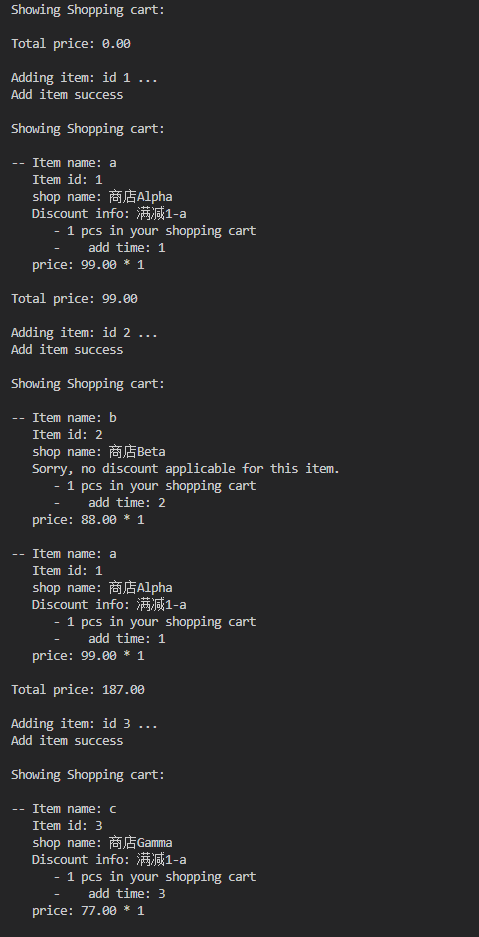 Showing Shopping cart:
Total price: 0.00
Adding item: id 1 ...
Add item success
Showing Shopping cart:
-- Item name: a
Item id: 1
shop name: 商店Alpha
Discount info: 满减1-a
- 1 pcs in your shopping cart
-    add time: 1
price: 99.00 * 1
Total price: 99.00
Adding item: id 2 ...
Add item success
Showing Shopping cart:
-- Item name: b
Item id: 2
shop name: 商店Beta
Sorry, no discount applicable for this item.
- 1 pcs in your shopping cart
-    add time: 2
price: 88.00 * 1
-- Item name: a
Item id: 1
shop name: 商店Alpha
Discount info: 满减1-a
- 1 pcs in your shopping cart
-    add time: 1
price: 99.00 * 1
Total price: 187.00
Adding item: id 3 ...
Add item success
Showing Shopping cart:
-- Item name: c
Item id: 3
shop name: 商店Gamma
Discount info: 满减1-a
- 1 pcs in your shopping cart
-    add time: 3
price: 77.00 * 1